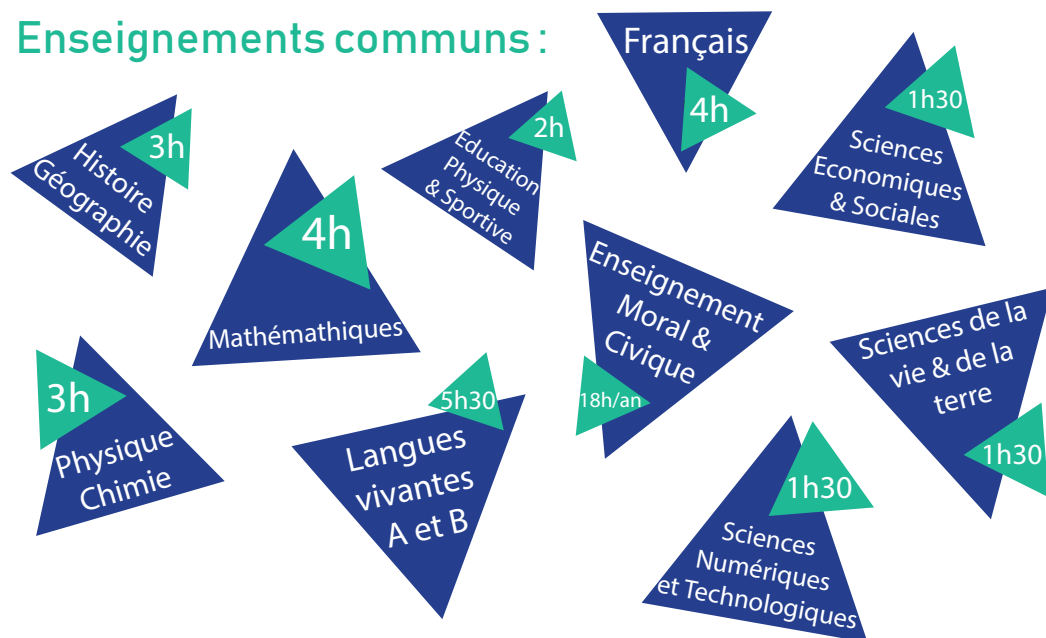 Enseignements communs :
Histoire
Géographie
3h
Mathémathiques
4h
Education
Physique
& Sportive
2h
Français
4h
Sciences
Economiques
& Sociales
1h30
Physique
Chimie
3h
Langues
vivantes
A et B
5h30
Enseignement
Moral &
Civique
18h/an
Sciences de la
vie & de la
terre
1h30
Sciences
Numériques
et Technologiques
1h30